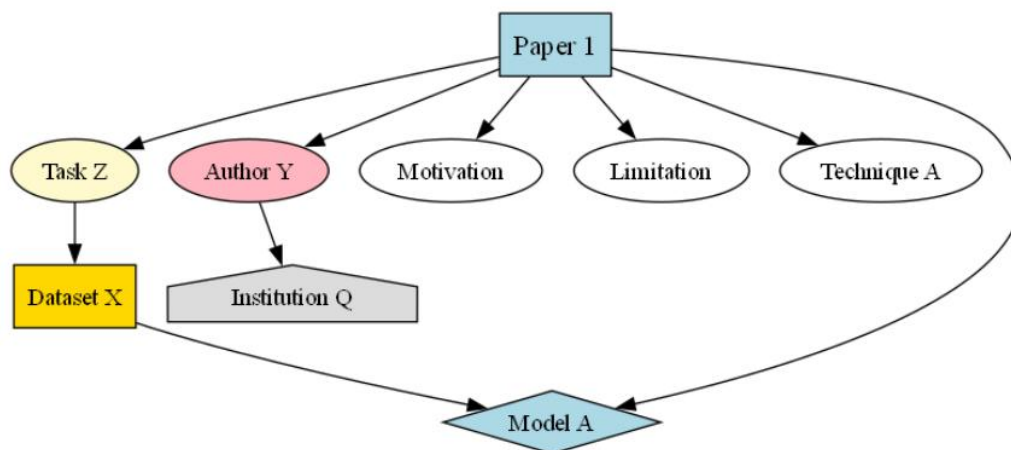 Paper 1
Task Z
Author Y
Motivation
Limitation
Technique A
Dataset X
Institution Q
Model A